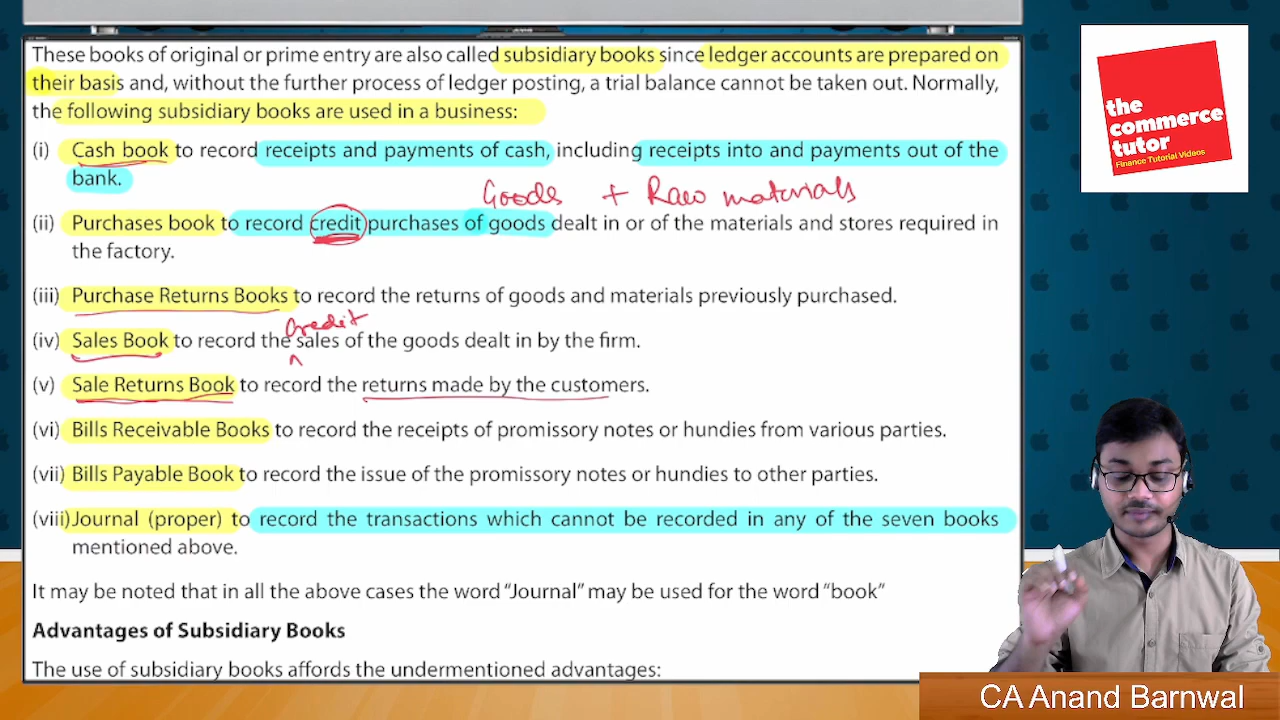 These books of original or prime entry are also called subsidiary books since ledger accounts are prepared on
their basis and, without the further process of ledger posting, a trial balance cannot be taken out. Normally,
the following subsidiary books are used in a business:
(i) Cash book to record receipts and payments of cash, including receipts into and payments out of the
bank.
Goods + Raw materials
(ii) Purchases book to record credit purchases of goods dealt in or of the materials and stores required in
the factory.
(iii) Purchase Returns Books to record the returns of goods and materials previously purchased.
credit
(iv) Sales Book to record the sales of the goods dealt in by the firm.
(v) Sale Returns Book to record the returns made by the customers.
(vi) Bills Receivable Books to record the receipts of promissory notes or hundies from various parties.
(vii) Bills Payable Book to record the issue of the promissory notes or hundies to other parties.
(viii) Journal (proper) to record the transactions which cannot be recorded in any of the seven books
mentioned above.
It may be noted that in all the above cases the word “Journal” may be used for the word “book”
Advantages of Subsidiary Books
The use of subsidiary books affords the undermentioned advantages:
the
commerce
tutor
Finance Tutorial Videos
CA Anand Barnwal